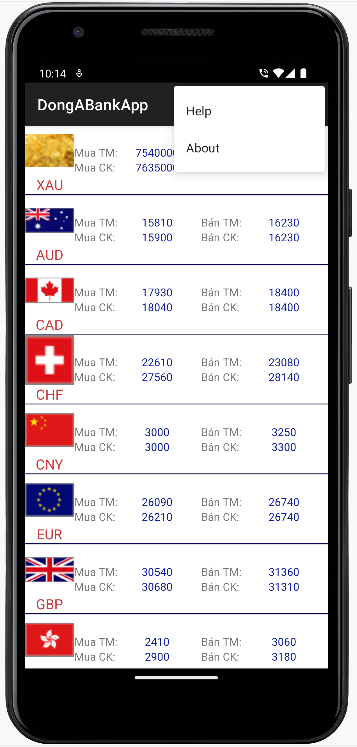 10:14
DongABankApp
Help
About
Mua TM: 7540000
Mua CK: 7635000
XAU
Mua TM: 15810 Bán TM: 16230
Mua CK: 15900 Bán CK: 16230
AUD
Mua TM: 17930 Bán TM: 18400
Mua CK: 18040 Bán CK: 18400
CAD
Mua TM: 22610 Bán TM: 23080
Mua CK: 27560 Bán CK: 28140
CHF
Mua TM: 3000 Bán TM: 3250
Mua CK: 3000 Bán CK: 3300
CNY
Mua TM: 26090 Bán TM: 26740
Mua CK: 26210 Bán CK: 26740
EUR
Mua TM: 30540 Bán TM: 31360
Mua CK: 30680 Bán CK: 31310
GBP
Mua TM: 2410 Bán TM: 3060
Mua CK: 2900 Bán CK: 3180